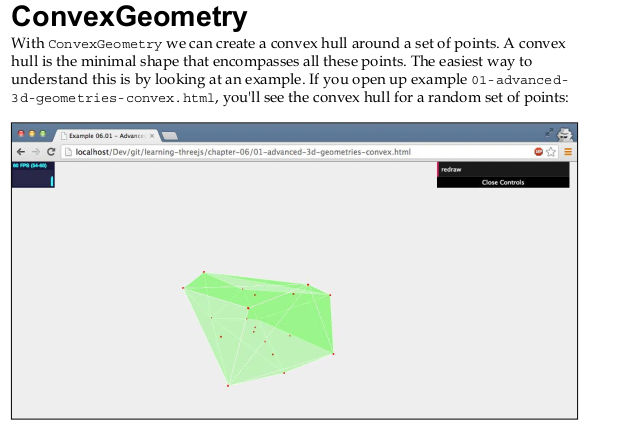 ConvexGeometry
With ConvexGeometry we can create a convex hull around a set of points. A convex
hull is the minimal shape that encompasses all these points. The easiest way to
understand this is by looking at an example. If you open up example 01-advanced-
3d-geometries-convex.html, you'll see the convex hull for a random set of points:
Example 06.01 - Advance
localhost/Dev/git/learning-threejs/chapter-06/01-advanced-3d-geometries-convex.html
60 FPS (34-60)
redraw
Close Controls